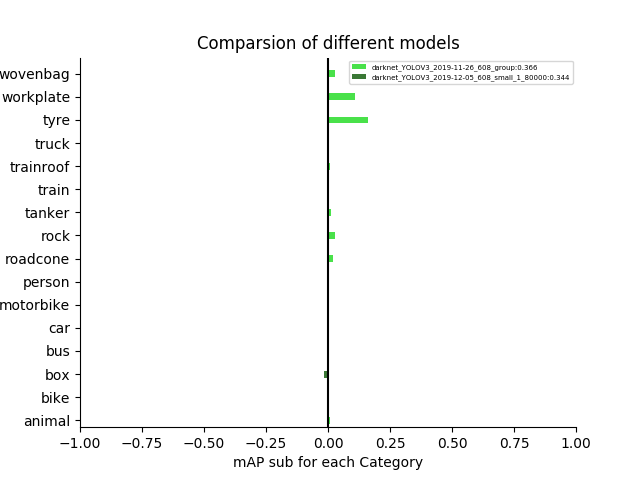 Comparsion of different models
wovenbag
workplate
tyre
truck
trainroof
train
tanker
rock
roadcone
person
motorbike
car
bus
box
bike
animal
darknet_YOLOV3_2019-11-26_608_group:0.366
darknet_YOLOV3_2019-12-05_608_small_1_80000:0.344
−1.00 −0.75 −0.50 −0.25 0.00 0.25 0.50 0.75 1.00
mAP sub for each Category